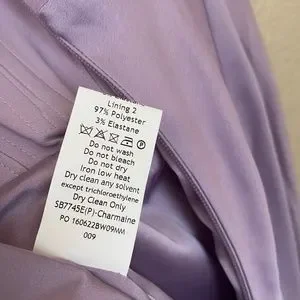 Lining 2
97% Polyester
3% Elastane
Do not wash
Do not bleach
Do not dry
Iron low heat
Dry clean any solvent
except trichloroethylene
Dry Clean Only
SB7745E(P)-Charmaine
PO 160622BW09MM -
009